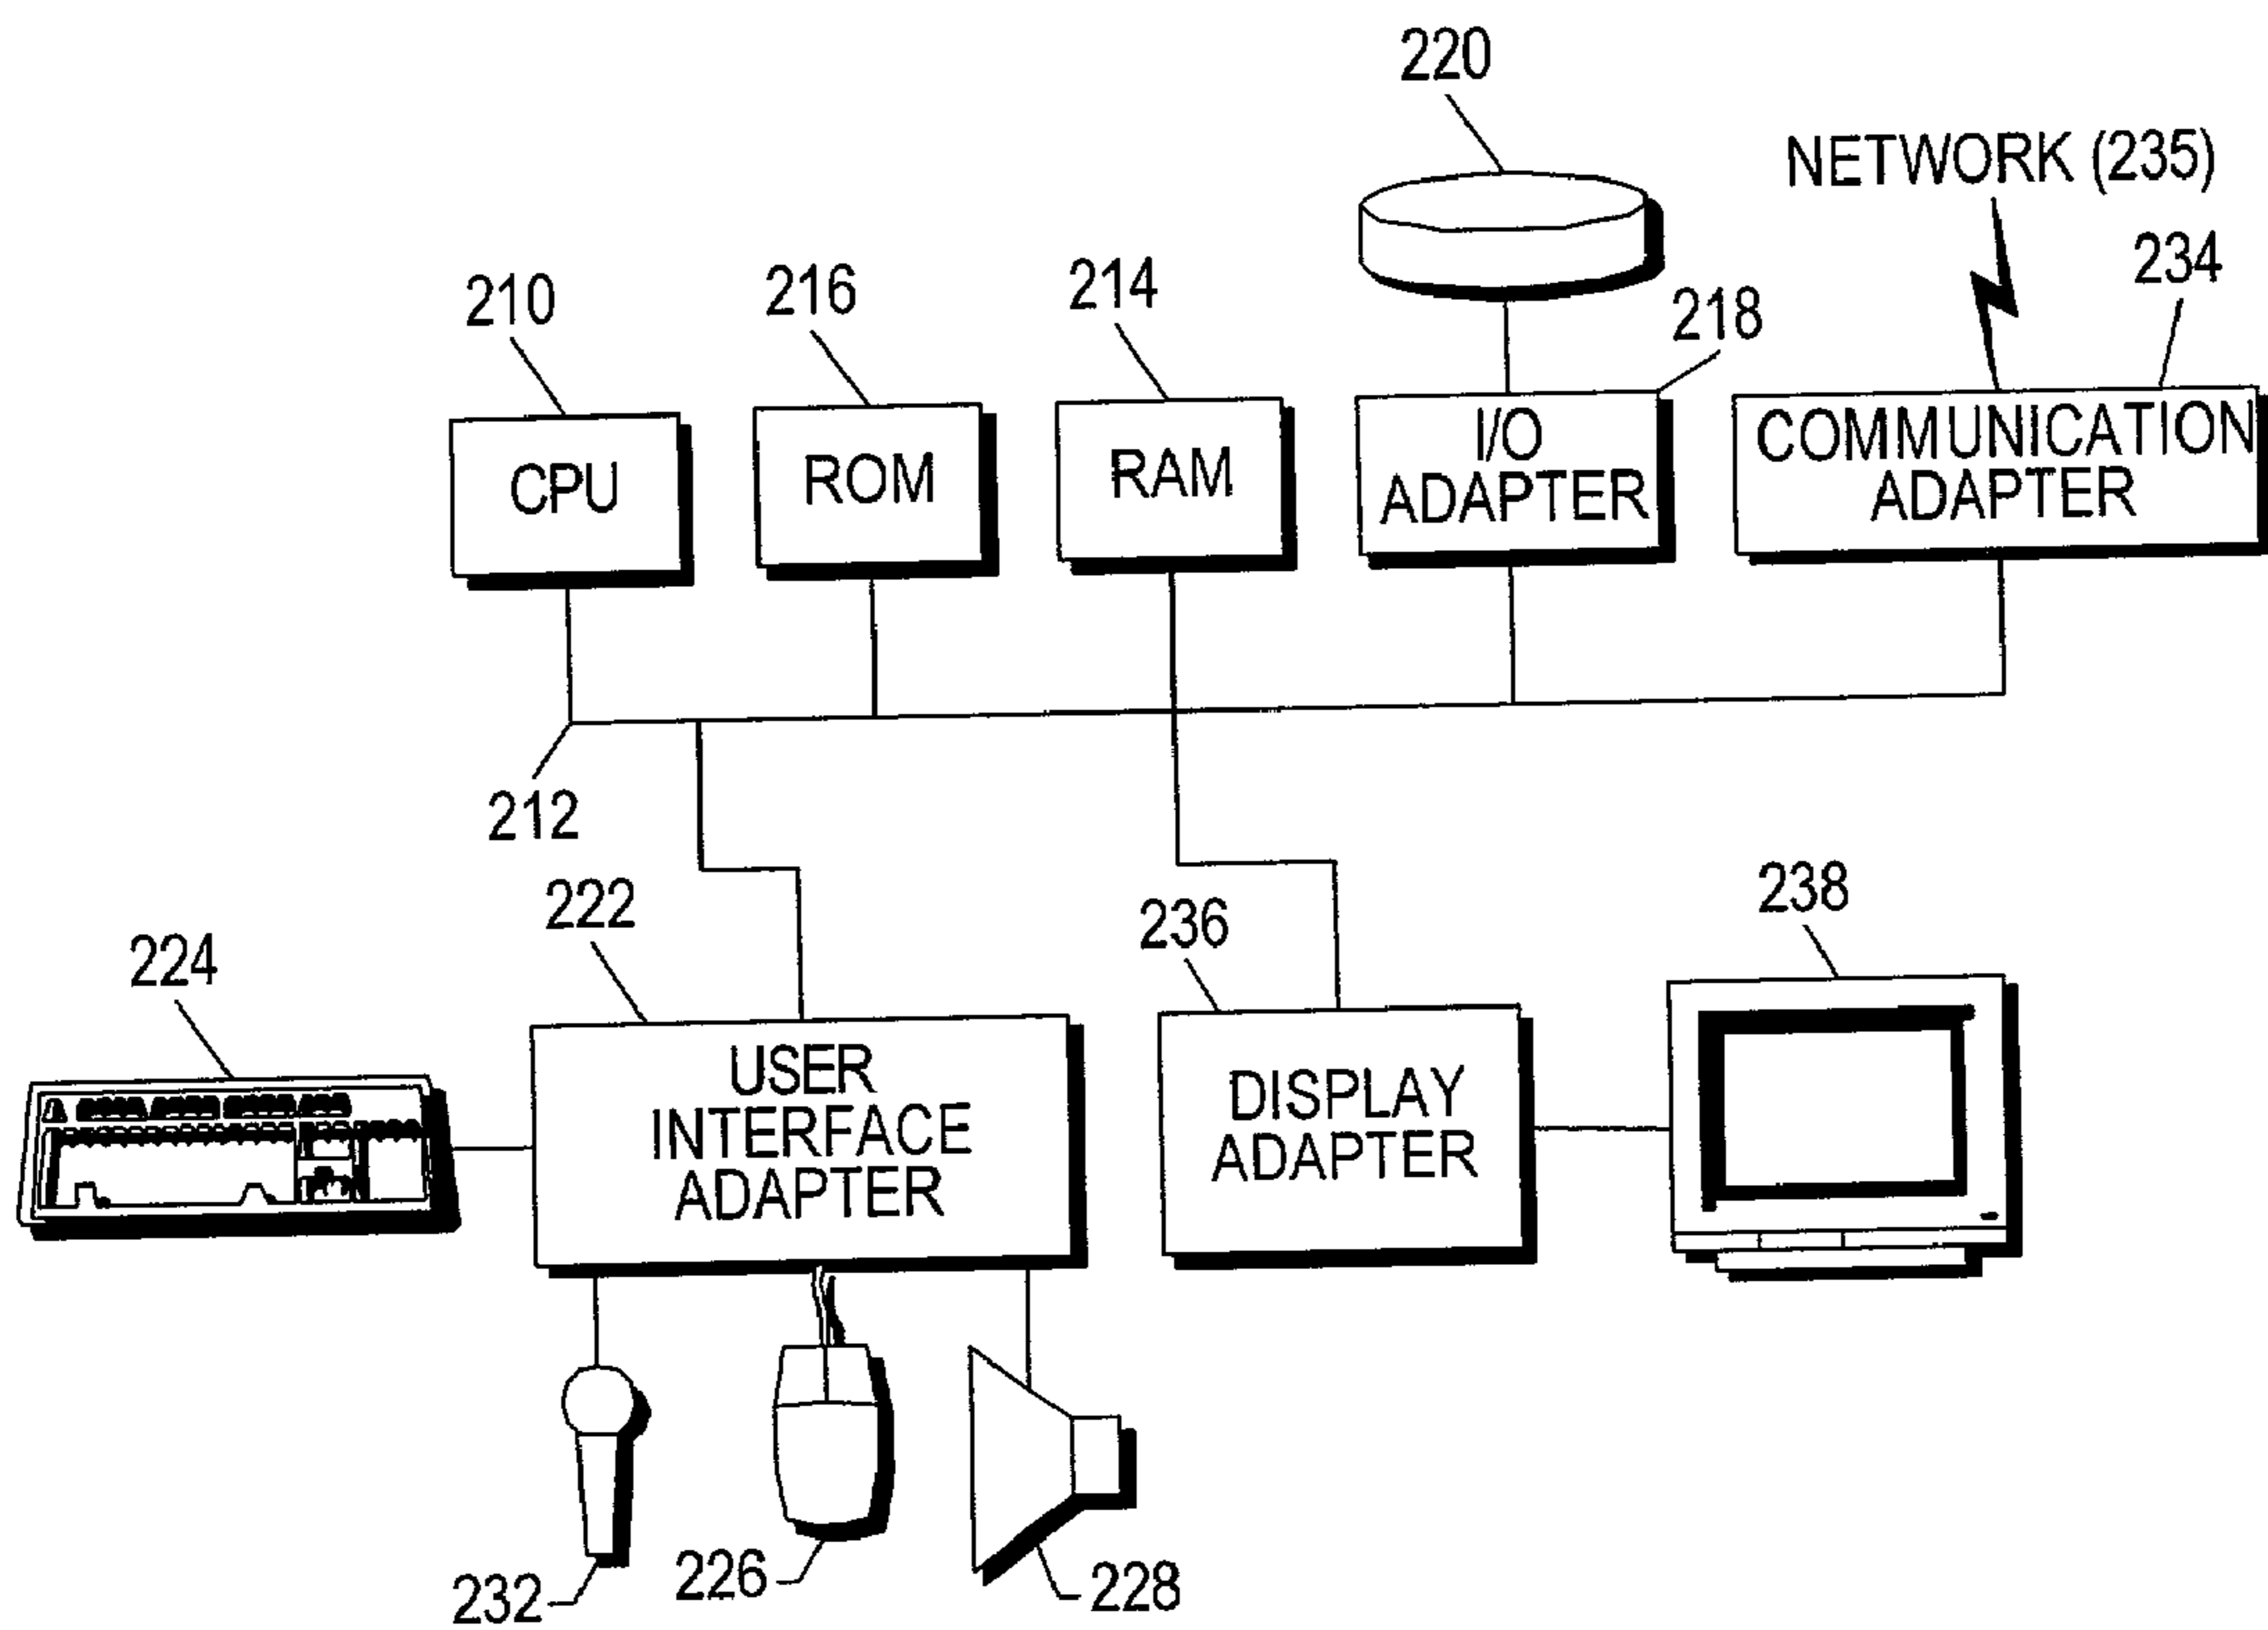 220
NETWORK (235)
234
210
216
214
218
CPU
ROM
RAM
I/O
ADAPTER
COMMUNICATION
ADAPTER
212
222
236
238
224
USER
INTERFACE
ADAPTER
DISPLAY
ADAPTER
232
226
228